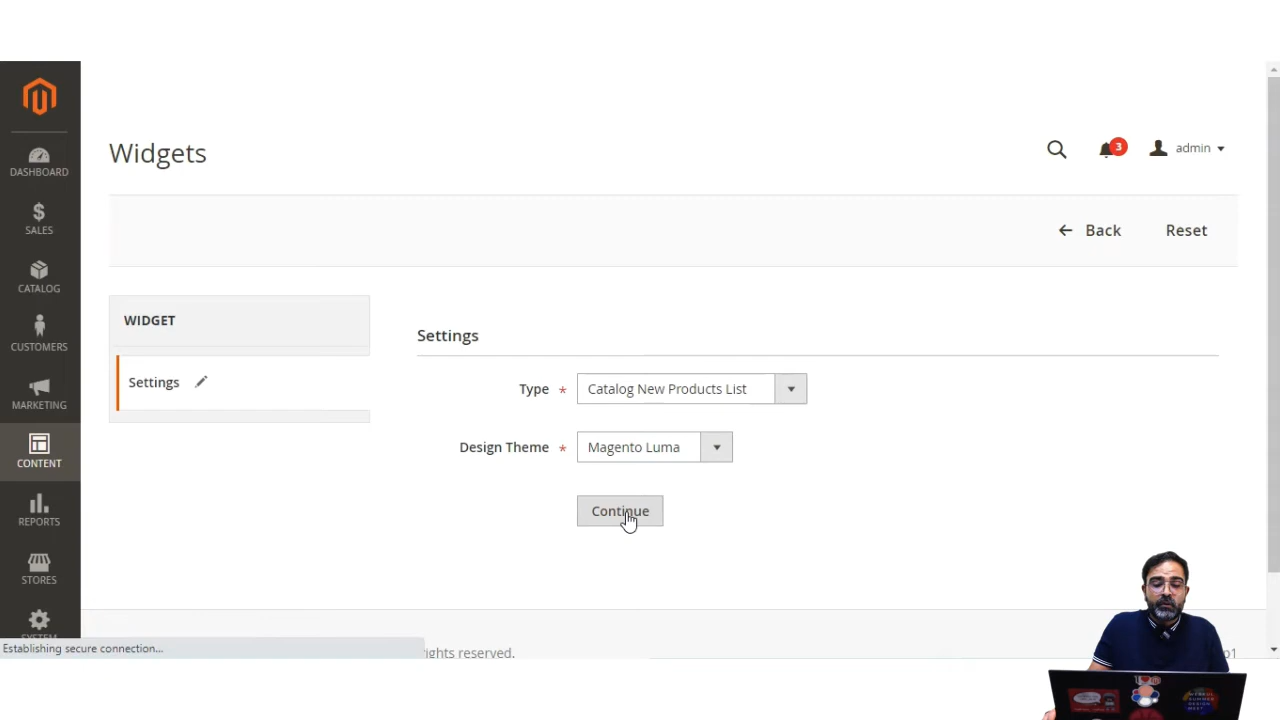 Widgets
3
admin
DASHBOARD
SALES
CATALOG
CUSTOMERS
MARKETING
CONTENT
REPORTS
STORES
Back
Reset
WIDGET
Settings
Settings
Type *
Catalog New Products List
Design Theme *
Magento Luma
Continue
Establishing secure connection...
rights reserved.